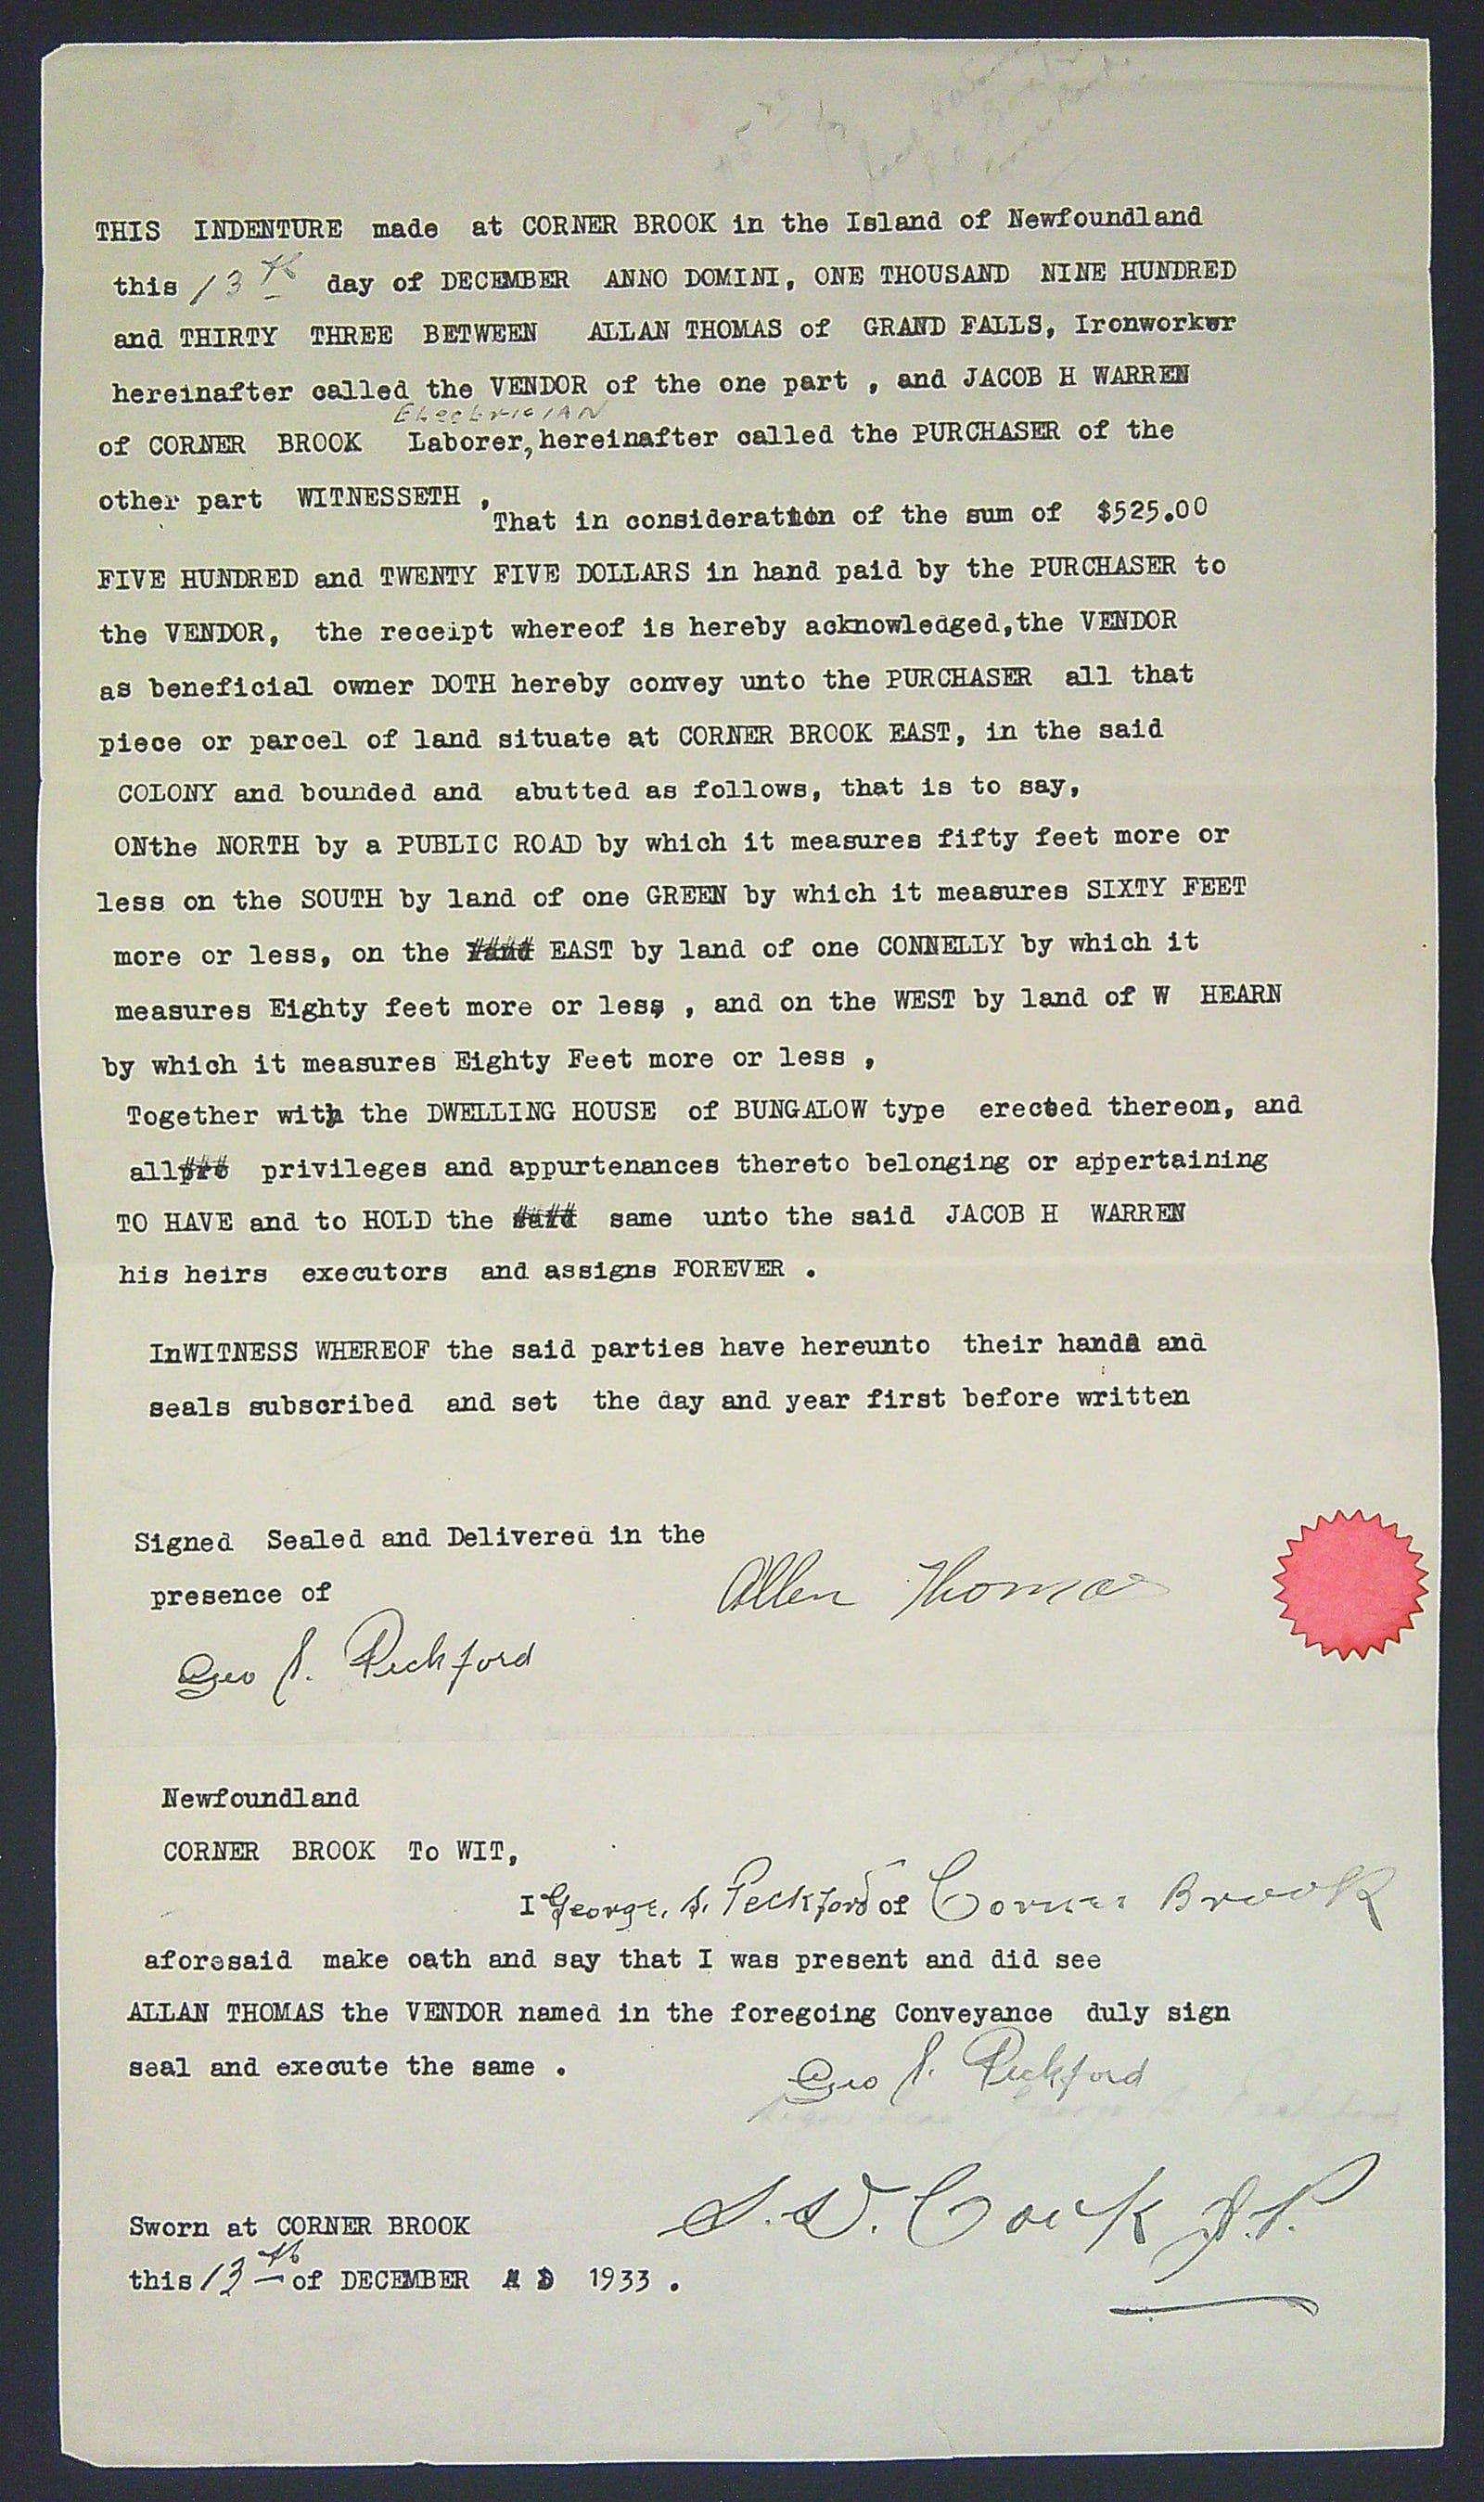 THIS INDENTURE made at CORNER BROOK in the Island of Newfoundland
this 13th day of DECEMBER ANNO DOMINI, ONE THOUSAND NINE HUNDRED
and THIRTY THREE BETWEEN ALLAN THOMAS of GRAND FALLS, Ironworker
hereinafter called the VENDOR of the one part , and JACOB H WARREN
ElectriciAN
of CORNER BROOK Laborer, hereinafter called the PURCHASER of the
other part WITNESSETH ,
That in consideration of the sum of $525.00
FIVE HUNDRED and TWENTY FIVE DOLLARS in hand paid by the PURCHASER to
the VENDOR, the receipt whereof is hereby acknowledged,the VENDOR
as beneficial owner DOTH hereby convey unto the PURCHASER all that
piece or parcel of land situate at CORNER BROOK EAST, in the said
COLONY and bounded and abutted as follows, that is to say,
ONthe NORTH by a PUBLIC ROAD by which it measures fifty feet more or
less on the SOUTH by land of one GREEN by which it measures SIXTY FEET
more or less, on the EAST by land of one CONNELLY by which it
measures Eighty feet more or less , and on the WEST by land of W HEARN
by which it measures Eighty Feet more or less ,
Together with the DWELLING HOUSE of BUNGALOW type erected thereon, and
all privileges and appurtenances thereto belonging or appertaining
TO HAVE and to HOLD the same unto the said JACOB H WARREN
his heirs executors and assigns FOREVER .
InWITNESS WHEREOF the said parties have hereunto their hands and
seals subscribed and set the day and year first before written
Signed Sealed and Delivered in the
presence of
Allen Thomas
Geo S. Peckford
Newfoundland
CORNER BROOK To WIT,
I George. S. Peckford of Corner Brook
aforesaid make oath and say that I was present and did see
ALLAN THOMAS the VENDOR named in the foregoing Conveyance duly sign
seal and execute the same .
Geo S. Peckford
Sworn at CORNER BROOK
this 13th of DECEMBER A D 1933 .
J.P.